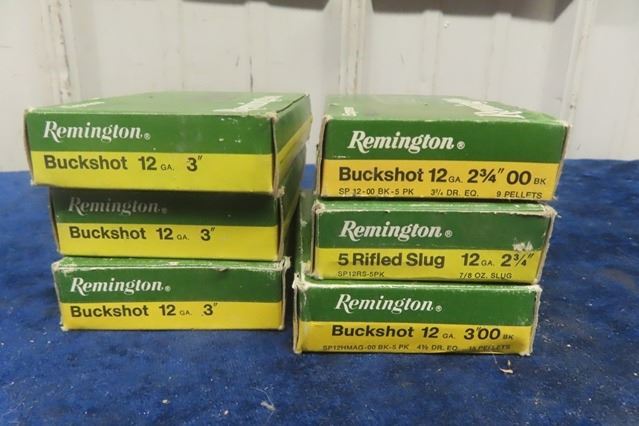 Remington®
Buckshot 12 GA. 3"
Remington®
Buckshot 12 GA. 3"
Remington®
Buckshot 12 GA. 3"
Remington®
Buckshot 12 GA. 2¾" 00 BK
SP 12-00 BK-5 PK 3¾ DR. EQ. 9 PELLETS
Remington®
5 Rifled Slug 12 GA. 2¾"
SP12RS-5PK 7/8 OZ. SLUG
Remington®
Buckshot 12 GA. 3"00 BK
SP12HMAG-00 BK-5 PK 4½ DR. EQ. 15 PELLETS